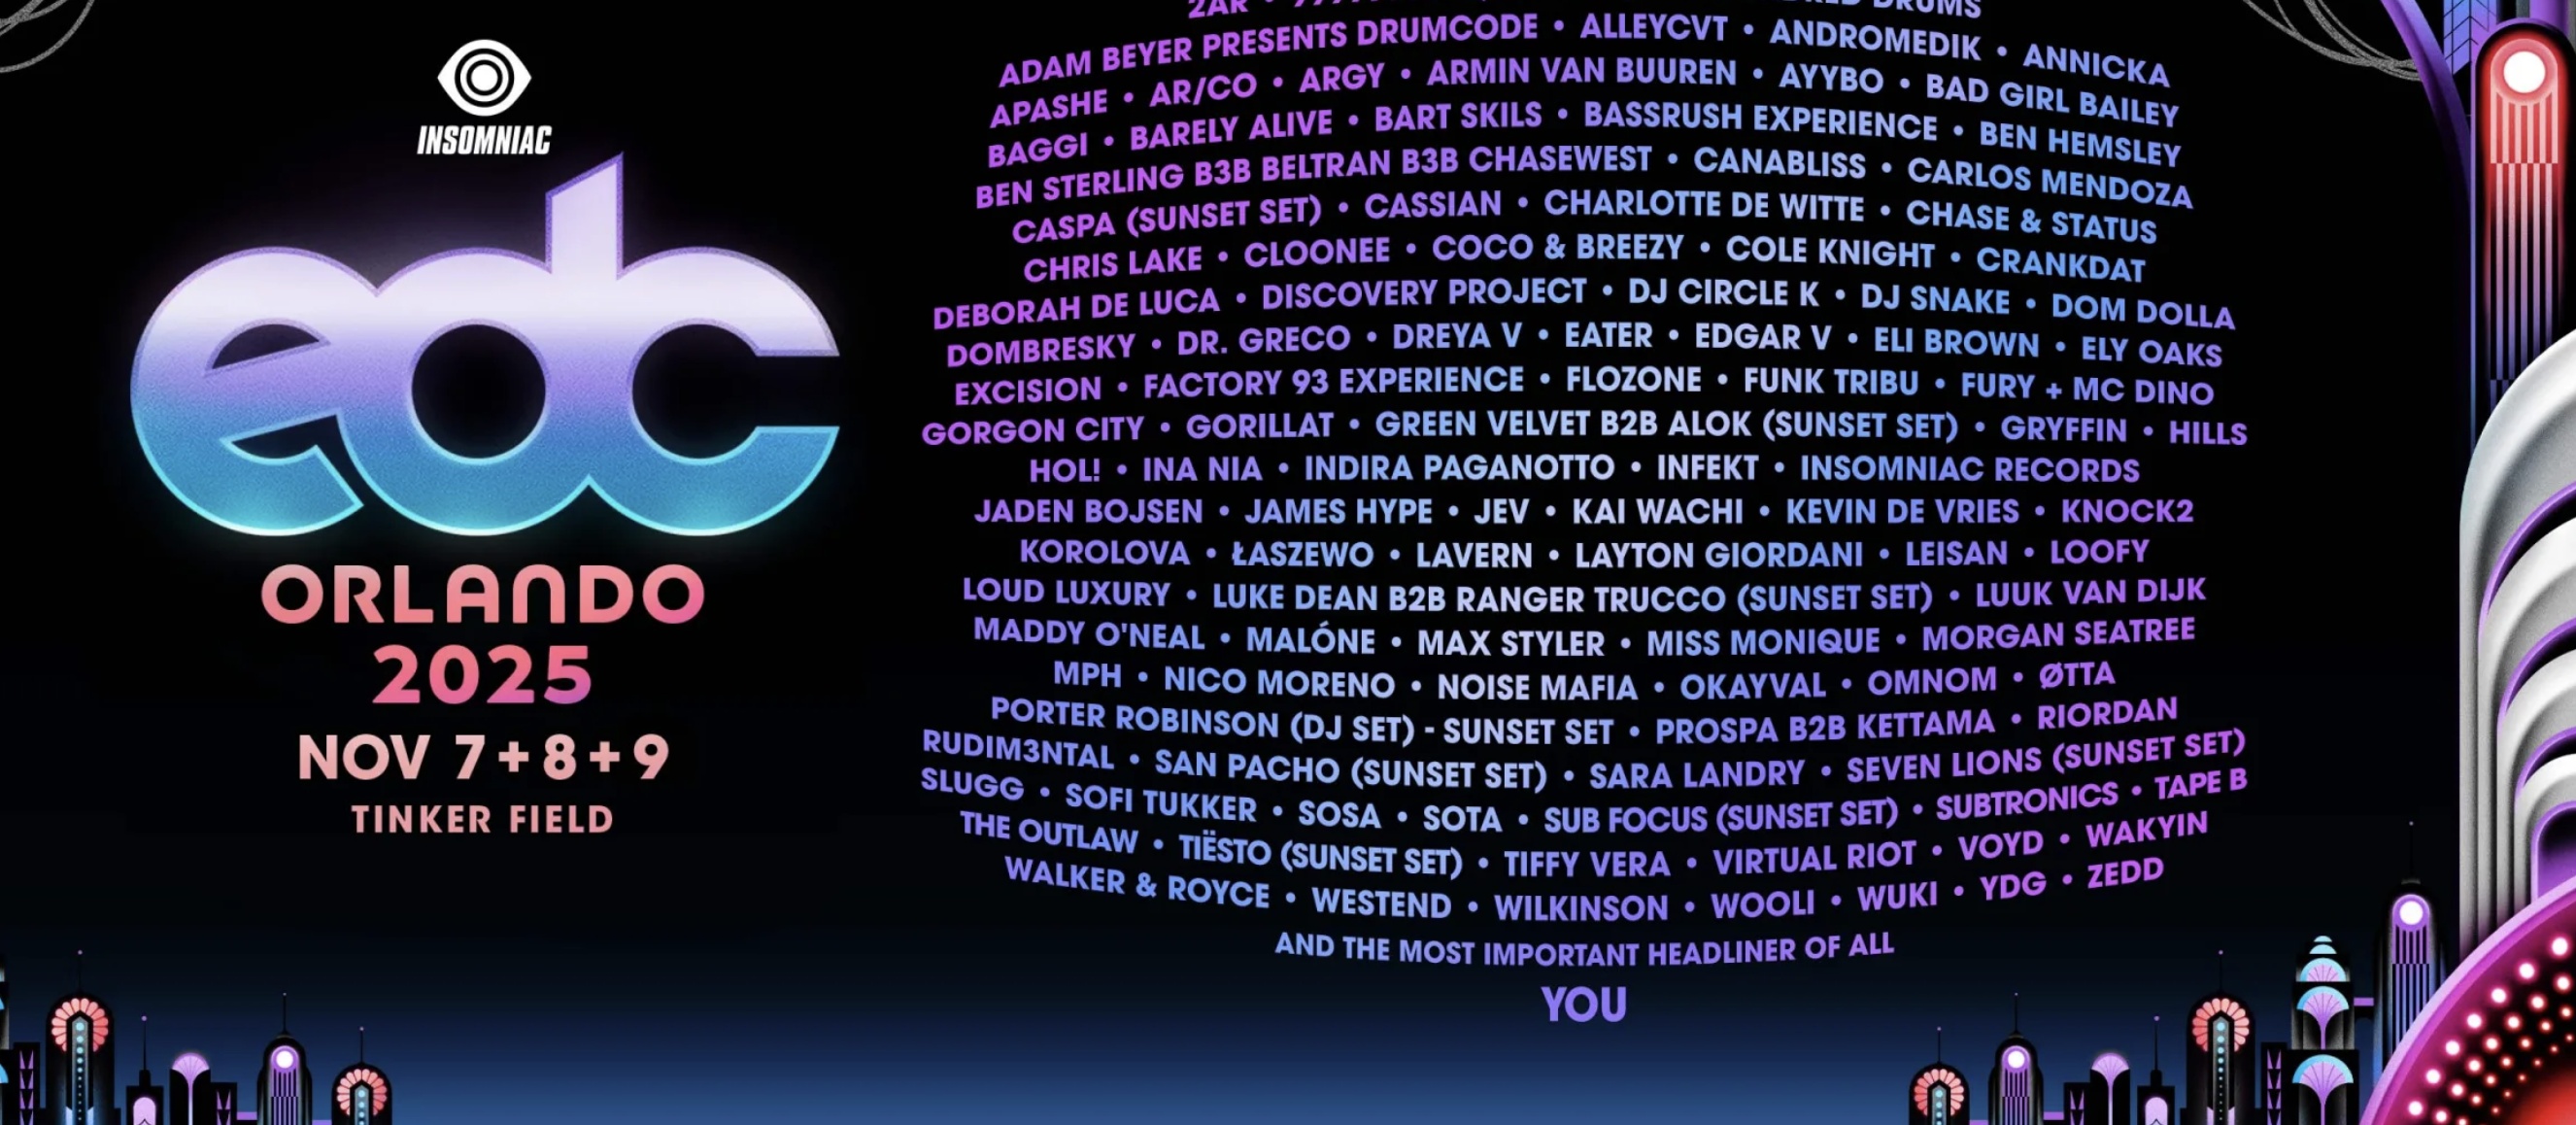 INSOMNIAC
edc
ORLANDO
2025
NOV 7+8+9
TINKER FIELD
2AR • DRUMS
ADAM BEYER PRESENTS DRUMCODE • ALLEYCVT • ANDROMEDIK • ANNICKA
APASHE • AR/CO • ARGY • ARMIN VAN BUUREN • AYYBO • BAD GIRL BAILEY
BAGGI • BARELY ALIVE • BART SKILS • BASSRUSH EXPERIENCE • BEN HEMSLEY
BEN STERLING B3B BELTRAN B3B CHASEWEST • CANABLISS • CARLOS MENDOZA
CASPA (SUNSET SET) • CASSIAN • CHARLOTTE DE WITTE • CHASE & STATUS
CHRIS LAKE • CLOONEE • COCO & BREEZY • COLE KNIGHT • CRANKDAT
DEBORAH DE LUCA • DISCOVERY PROJECT • DJ CIRCLE K • DJ SNAKE • DOM DOLLA
DOMBRESKY • DR. GRECO • DREYA V • EATER • EDGAR V • ELI BROWN • ELY OAKS
EXCISION • FACTORY 93 EXPERIENCE • FLOZONE • FUNK TRIBU • FURY + MC DINO
GORGON CITY • GORILLAT • GREEN VELVET B2B ALOK (SUNSET SET) • GRYFFIN • HILLS
HOL! • INA NIA • INDIRA PAGANOTTO • INFEKT • INSOMNIAC RECORDS
JADEN BOJSEN • JAMES HYPE • JEV • KAI WACHI • KEVIN DE VRIES • KNOCK2
KOROLOVA • ŁASZEWO • LAVERN • LAYTON GIORDANI • LEISAN • LOOFY
LOUD LUXURY • LUKE DEAN B2B RANGER TRUCCO (SUNSET SET) • LUUK VAN DIJK
MADDY O'NEAL • MALÓNE • MAX STYLER • MISS MONIQUE • MORGAN SEATREE
MPH • NICO MORENO • NOISE MAFIA • OKAYVAL • OMNOM • ØTTA
PORTER ROBINSON (DJ SET) - SUNSET SET • PROSPA B2B KETTAMA • RIORDAN
RUDIM3NTAL • SAN PACHO (SUNSET SET) • SARA LANDRY • SEVEN LIONS (SUNSET SET)
SLUGG • SOFI TUKKER • SOSA • SOTA • SUB FOCUS (SUNSET SET) • SUBTRONICS • TAPE B
THE OUTLAW • TIËSTO (SUNSET SET) • TIFFY VERA • VIRTUAL RIOT • VOYD • WAKYIN
WALKER & ROYCE • WESTEND • WILKINSON • WOOLI • WUKI • YDG • ZEDD
AND THE MOST IMPORTANT HEADLINER OF ALL
YOU